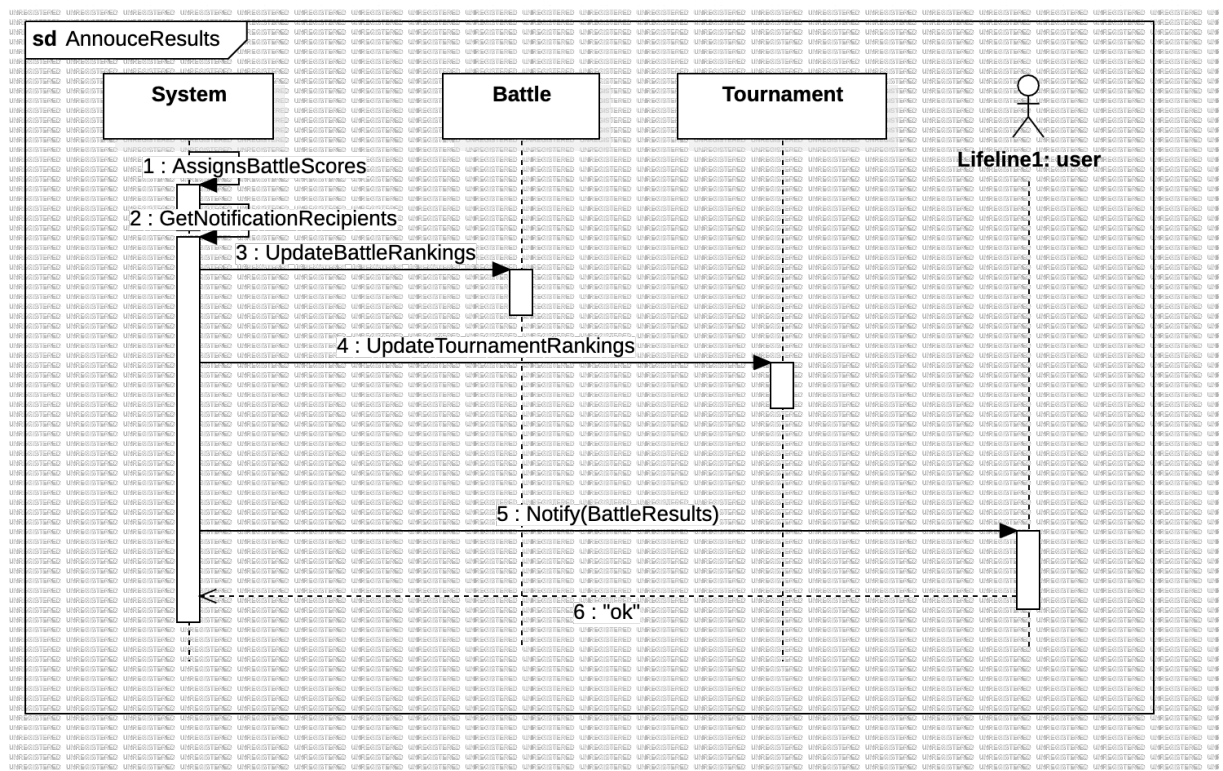 sd AnnouceResults
System
Battle
Tournament
Lifeline1: user
1 : AssignsBattleScores
2 : GetNotificationRecipients
3 : UpdateBattleRankings
4 : UpdateTournamentRankings
5 : Notify(BattleResults)
6 : "ok"
UNREGISTERED